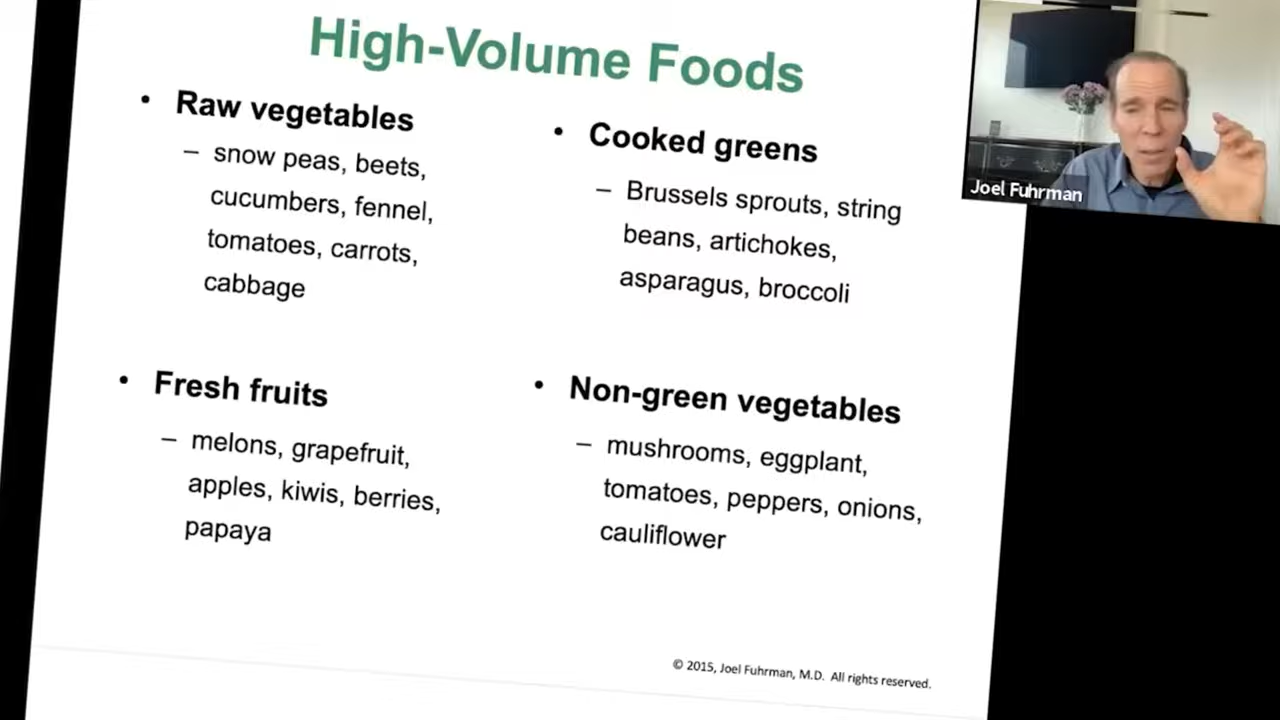 High-Volume Foods
• Raw vegetables
– snow peas, beets,
cucumbers, fennel,
tomatoes, carrots,
cabbage
• Cooked greens
– Brussels sprouts, string
beans, artichokes,
asparagus, broccoli
• Fresh fruits
– melons, grapefruit,
apples, kiwis, berries,
papaya
• Non-green vegetables
– mushrooms, eggplant,
tomatoes, peppers, onions,
cauliflower
© 2015, Joel Fuhrman, M.D. All rights reserved.
Joel Fuhrman